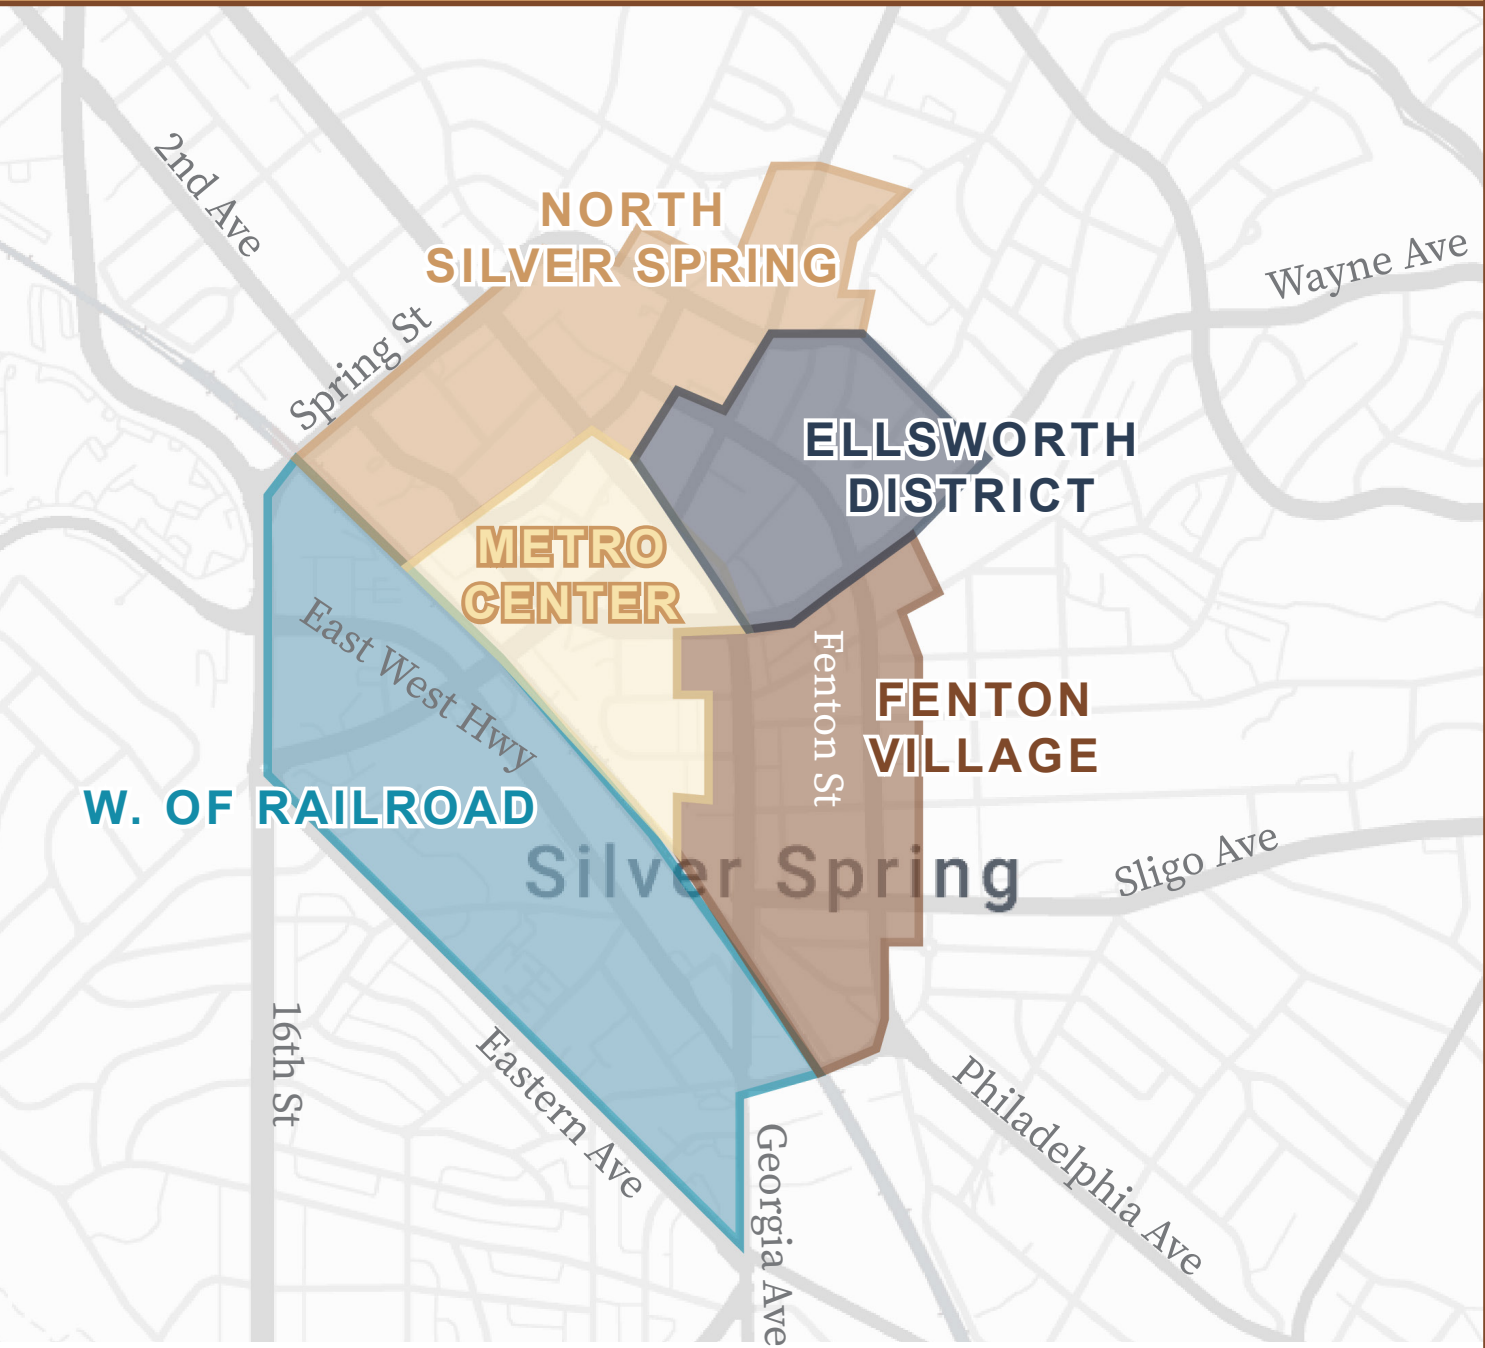 2nd Ave
NORTH
SILVER SPRING
Wayne Ave
Spring St
ELLSWORTH
DISTRICT
METRO
CENTER
East West Hwy
Fenton St
FENTON
VILLAGE
W. OF RAILROAD
Silver Spring
Sligo Ave
16th St
Eastern Ave
Georgia Ave
Philadelphia Ave